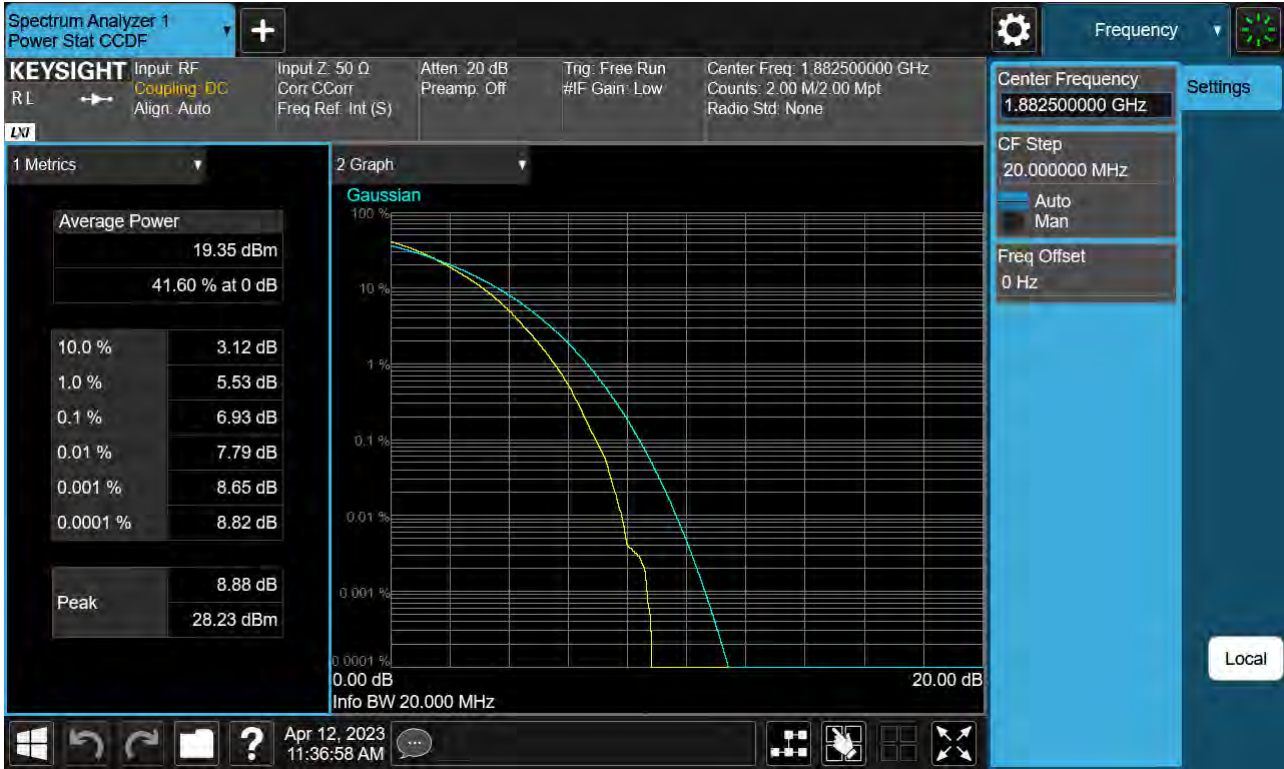 Spectrum Analyzer 1
Power Stat CCDF
Frequency
KEYSIGHT
R L
LXI
Input: RF
Coupling: DC
Align: Auto
Input Z: 50 Ω
Corr CCorr
Freq Ref: Int (S)
Atten: 20 dB
Preamp: Off
Trig: Free Run
#IF Gain: Low
Center Freq: 1.882500000 GHz
Counts: 2.00 M/2.00 Mpt
Radio Std: None
1 Metrics
Average Power
19.35 dBm
41.60 % at 0 dB
10.0 % 3.12 dB
1.0 % 5.53 dB
0.1 % 6.93 dB
0.01 % 7.79 dB
0.001 % 8.65 dB
0.0001 % 8.82 dB
Peak 8.88 dB
28.23 dBm
2 Graph
Gaussian
100 %
10 %
1 %
0.1 %
0.01 %
0.001 %
0.0001 %
0.00 dB 20.00 dB
Info BW 20.000 MHz
Center Frequency
1.882500000 GHz
CF Step
20.000000 MHz
Auto
Man
Freq Offset
0 Hz
Settings
Local
Apr 12, 2023
11:36:58 AM